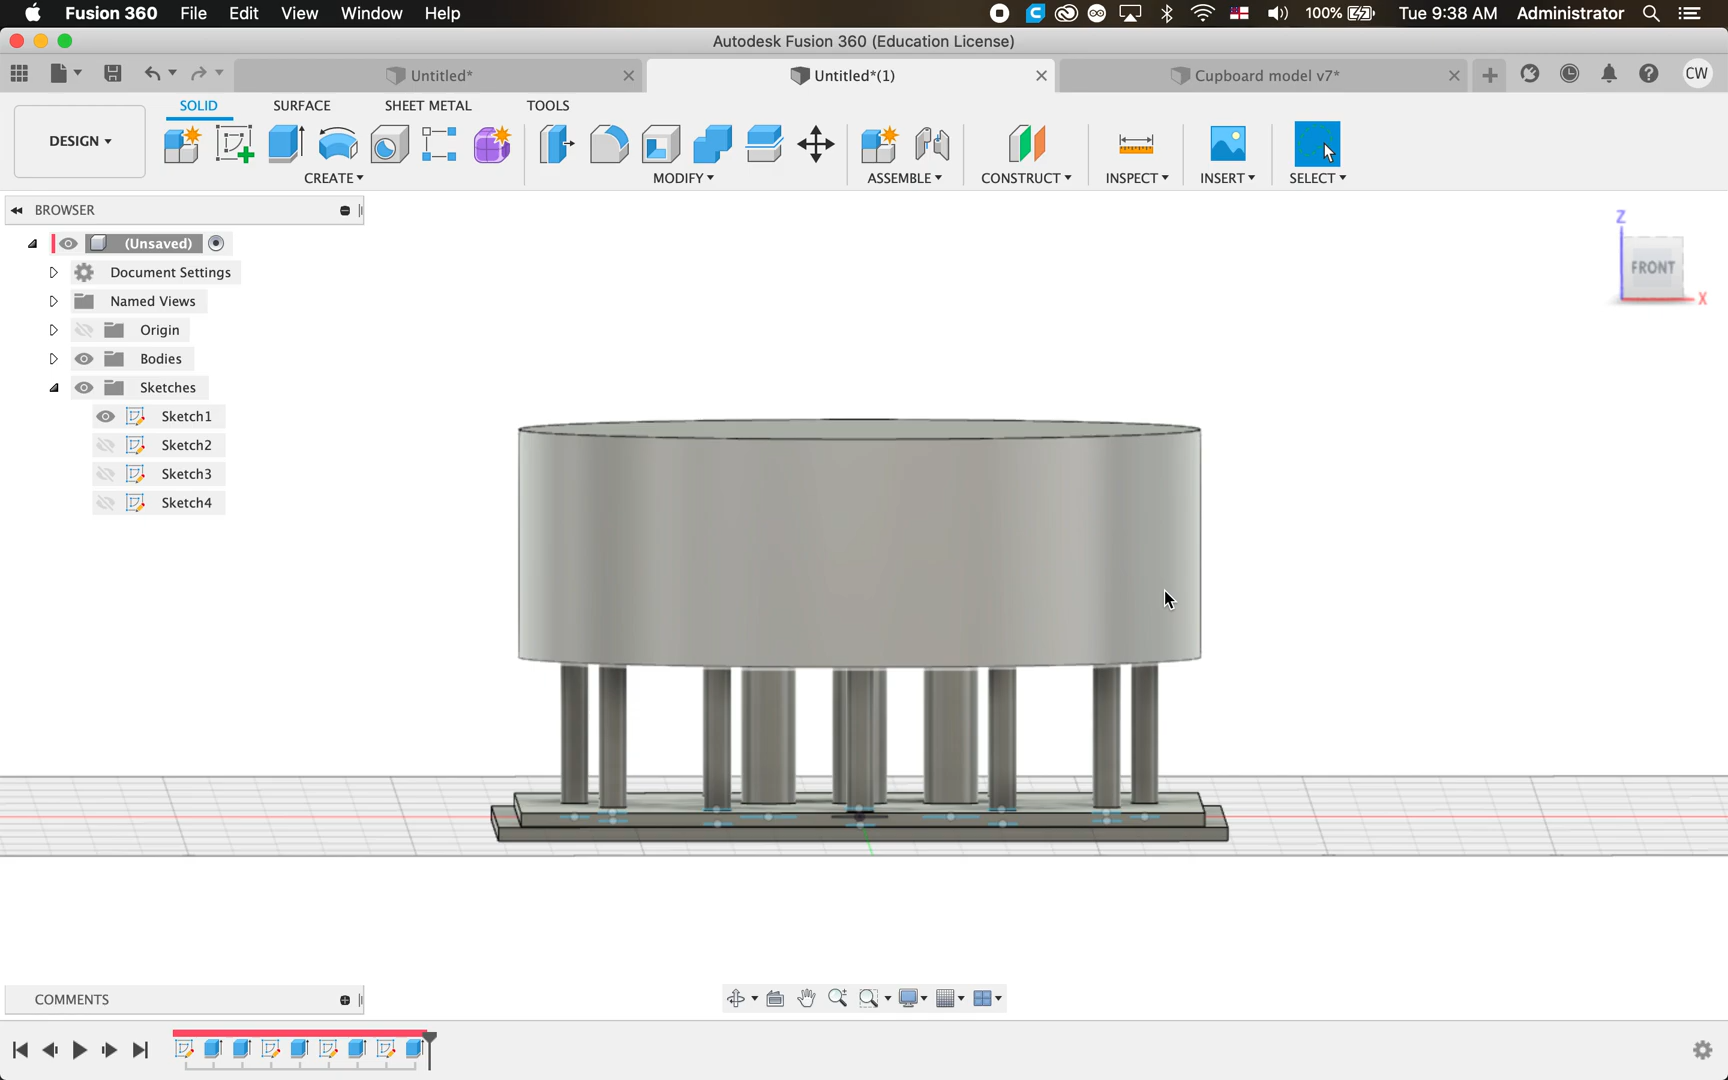 Fusion 360 File Edit View Window Help 100% Tue 9:38 AM Administrator
Autodesk Fusion 360 (Education License)
Untitled* Untitled*(1) Cupboard model v7* CW
SOLID SURFACE SHEET METAL TOOLS
DESIGN
CREATE MODIFY ASSEMBLE CONSTRUCT INSPECT INSERT SELECT
BROWSER
(Unsaved)
Document Settings
Named Views
Origin
Bodies
Sketches
Sketch1
Sketch2
Sketch3
Sketch4
Z
FRONT
X
COMMENTS